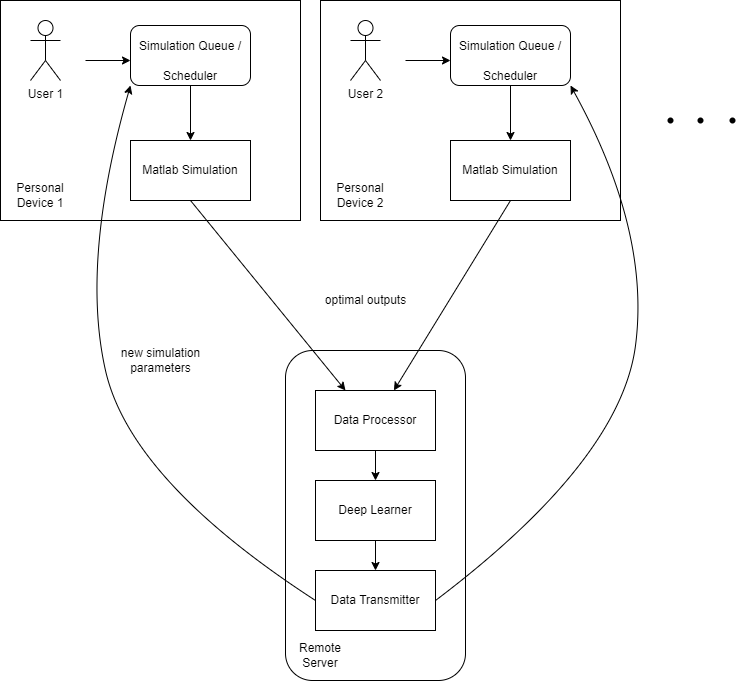 Simulation Queue /
Scheduler
User 1
Matlab Simulation
Personal
Device 1
Simulation Queue /
Scheduler
User 2
Matlab Simulation
Personal
Device 2
optimal outputs
new simulation
parameters
Data Processor
Deep Learner
Data Transmitter
Remote
Server